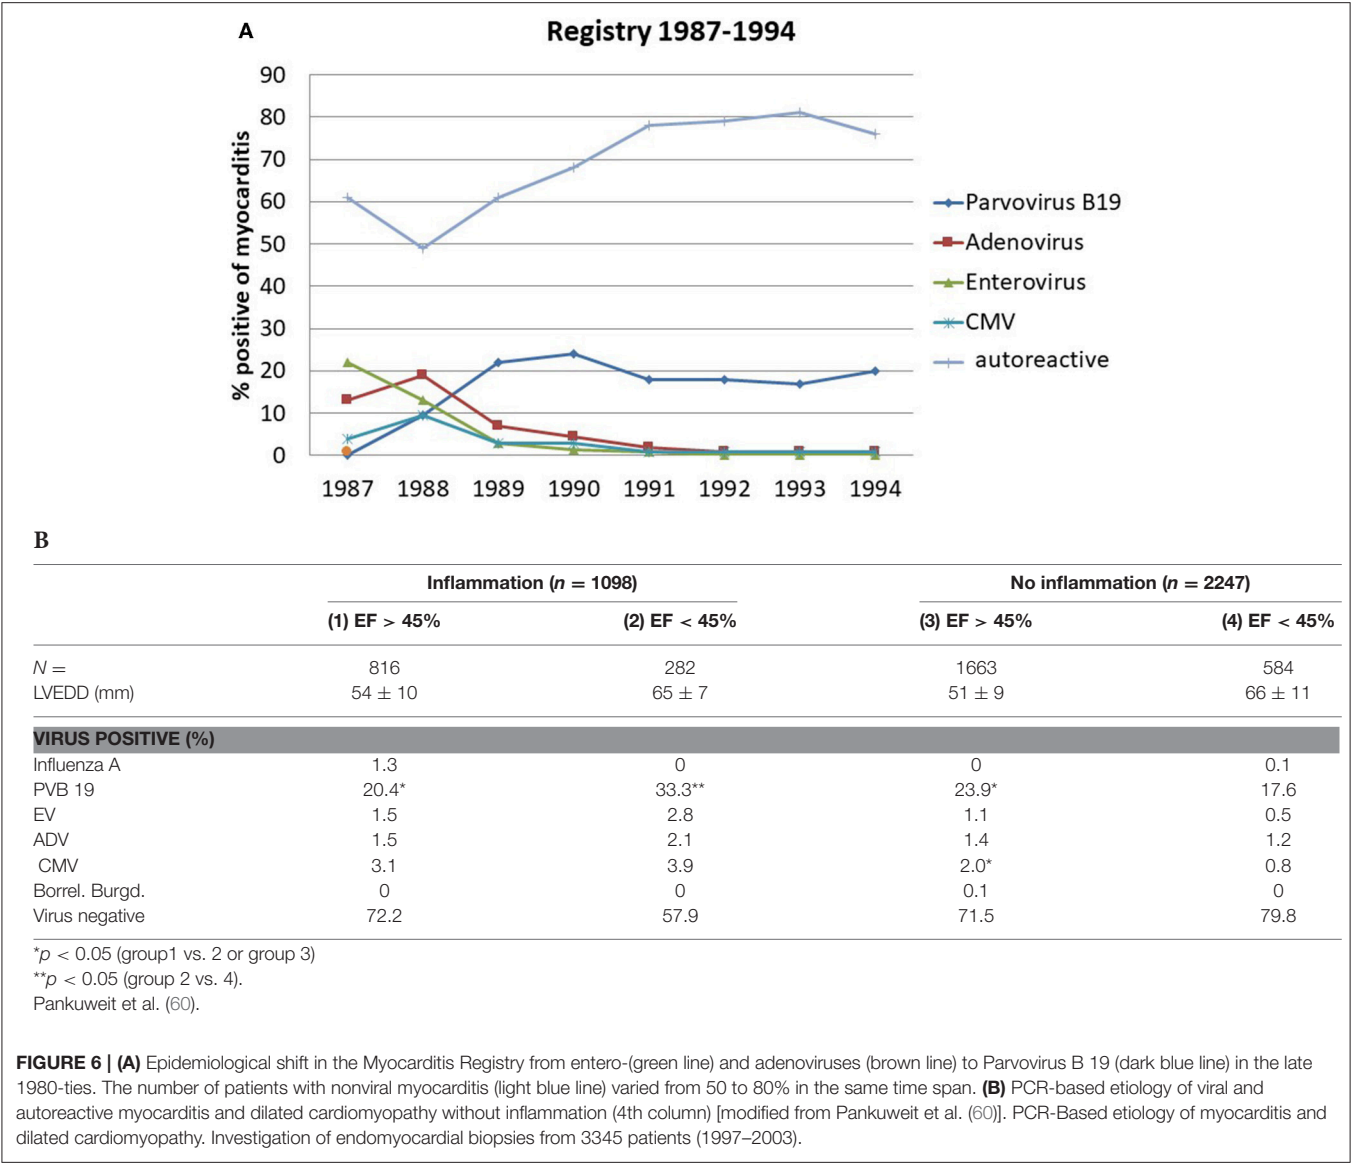 A
Registry 1987-1994
% positive of myocarditis
90
80
70
60
50
40
30
20
10
0
1987 1988 1989 1990 1991 1992 1993 1994
Parvovirus B19
Adenovirus
Enterovirus
CMV
autoreactive
B
Inflammation (n = 1098) No inflammation (n = 2247)
(1) EF > 45% (2) EF < 45% (3) EF > 45% (4) EF < 45%
N = 816 282 1663 584
LVEDD (mm) 54 ± 10 65 ± 7 51 ± 9 66 ± 11
VIRUS POSITIVE (%)
Influenza A 1.3 0 0 0.1
PVB 19 20.4* 33.3** 23.9* 17.6
EV 1.5 2.8 1.1 0.5
ADV 1.5 2.1 1.4 1.2
CMV 3.1 3.9 2.0* 0.8
Borrel. Burgd. 0 0 0.1 0
Virus negative 72.2 57.9 71.5 79.8
*p < 0.05 (group1 vs. 2 or group 3)
**p < 0.05 (group 2 vs. 4).
Pankuweit et al. (60).
FIGURE 6 | (A) Epidemiological shift in the Myocarditis Registry from entero-(green line) and adenoviruses (brown line) to Parvovirus B 19 (dark blue line) in the late
1980-ties. The number of patients with nonviral myocarditis (light blue line) varied from 50 to 80% in the same time span. (B) PCR-based etiology of viral and
autoreactive myocarditis and dilated cardiomyopathy without inflammation (4th column) [modified from Pankuweit et al. (60)]. PCR-Based etiology of myocarditis and
dilated cardiomyopathy. Investigation of endomyocardial biopsies from 3345 patients (1997–2003).